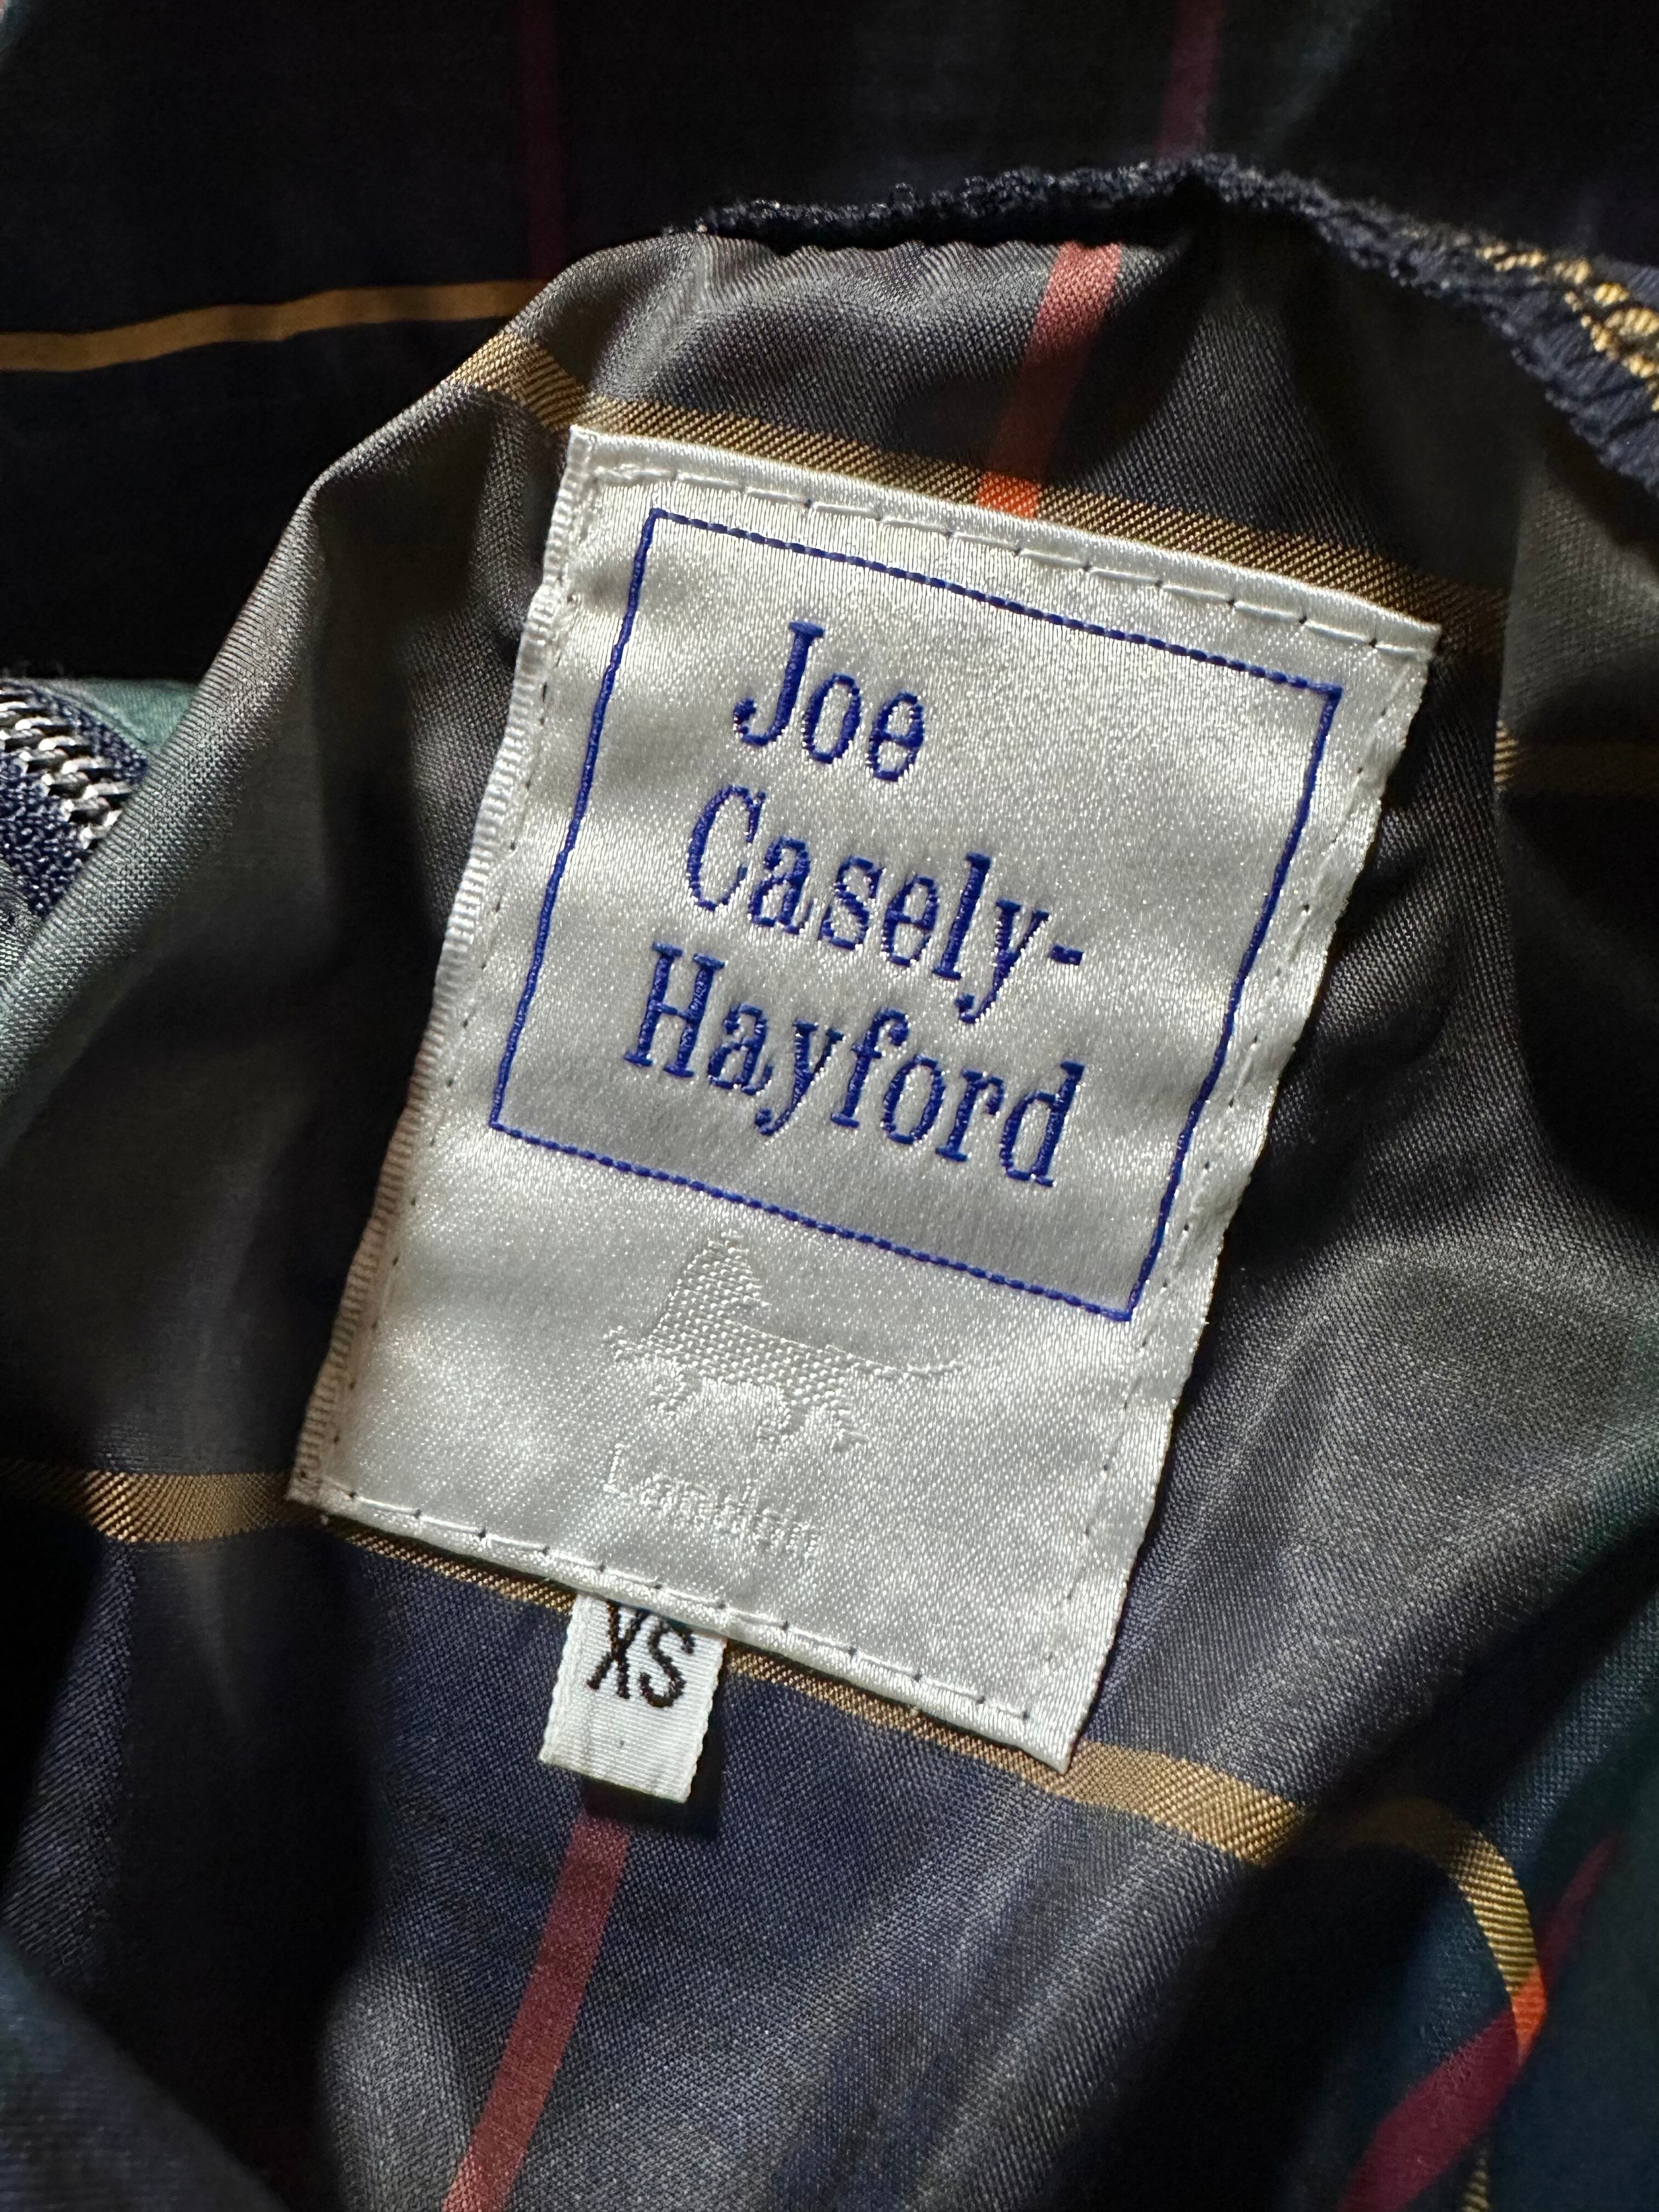 Joe
Casely-
Hayford
London
XS